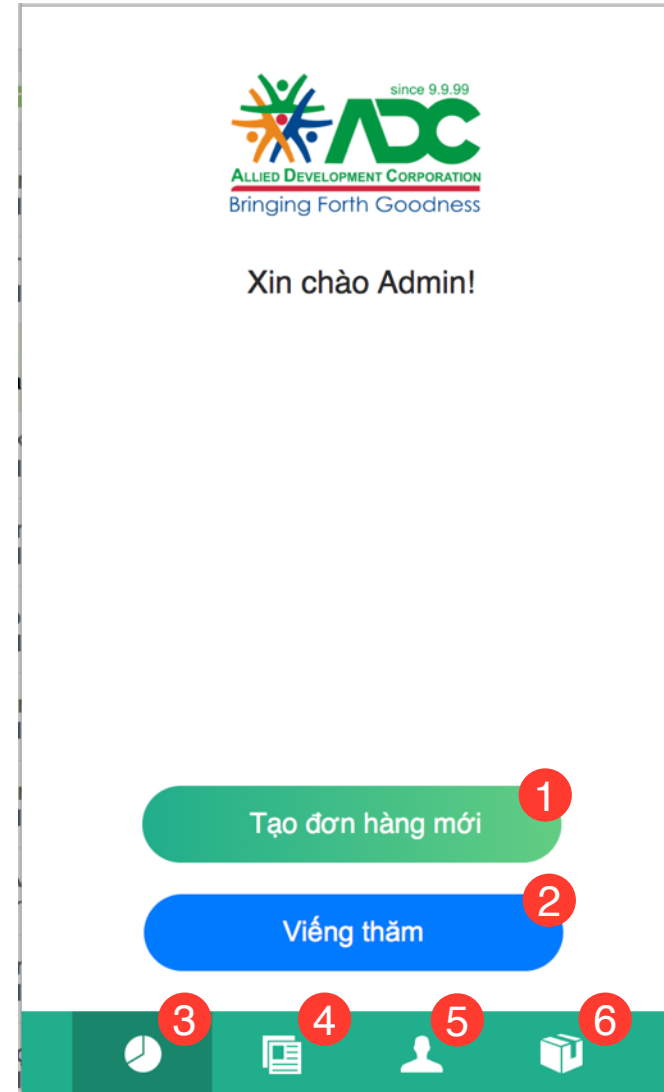 since 9.9.99
ADC
ALLIED DEVELOPMENT CORPORATION
Bringing Forth Goodness
Xin chào Admin!
1
Tạo đơn hàng mới
2
Viếng thăm
3
4
5
6